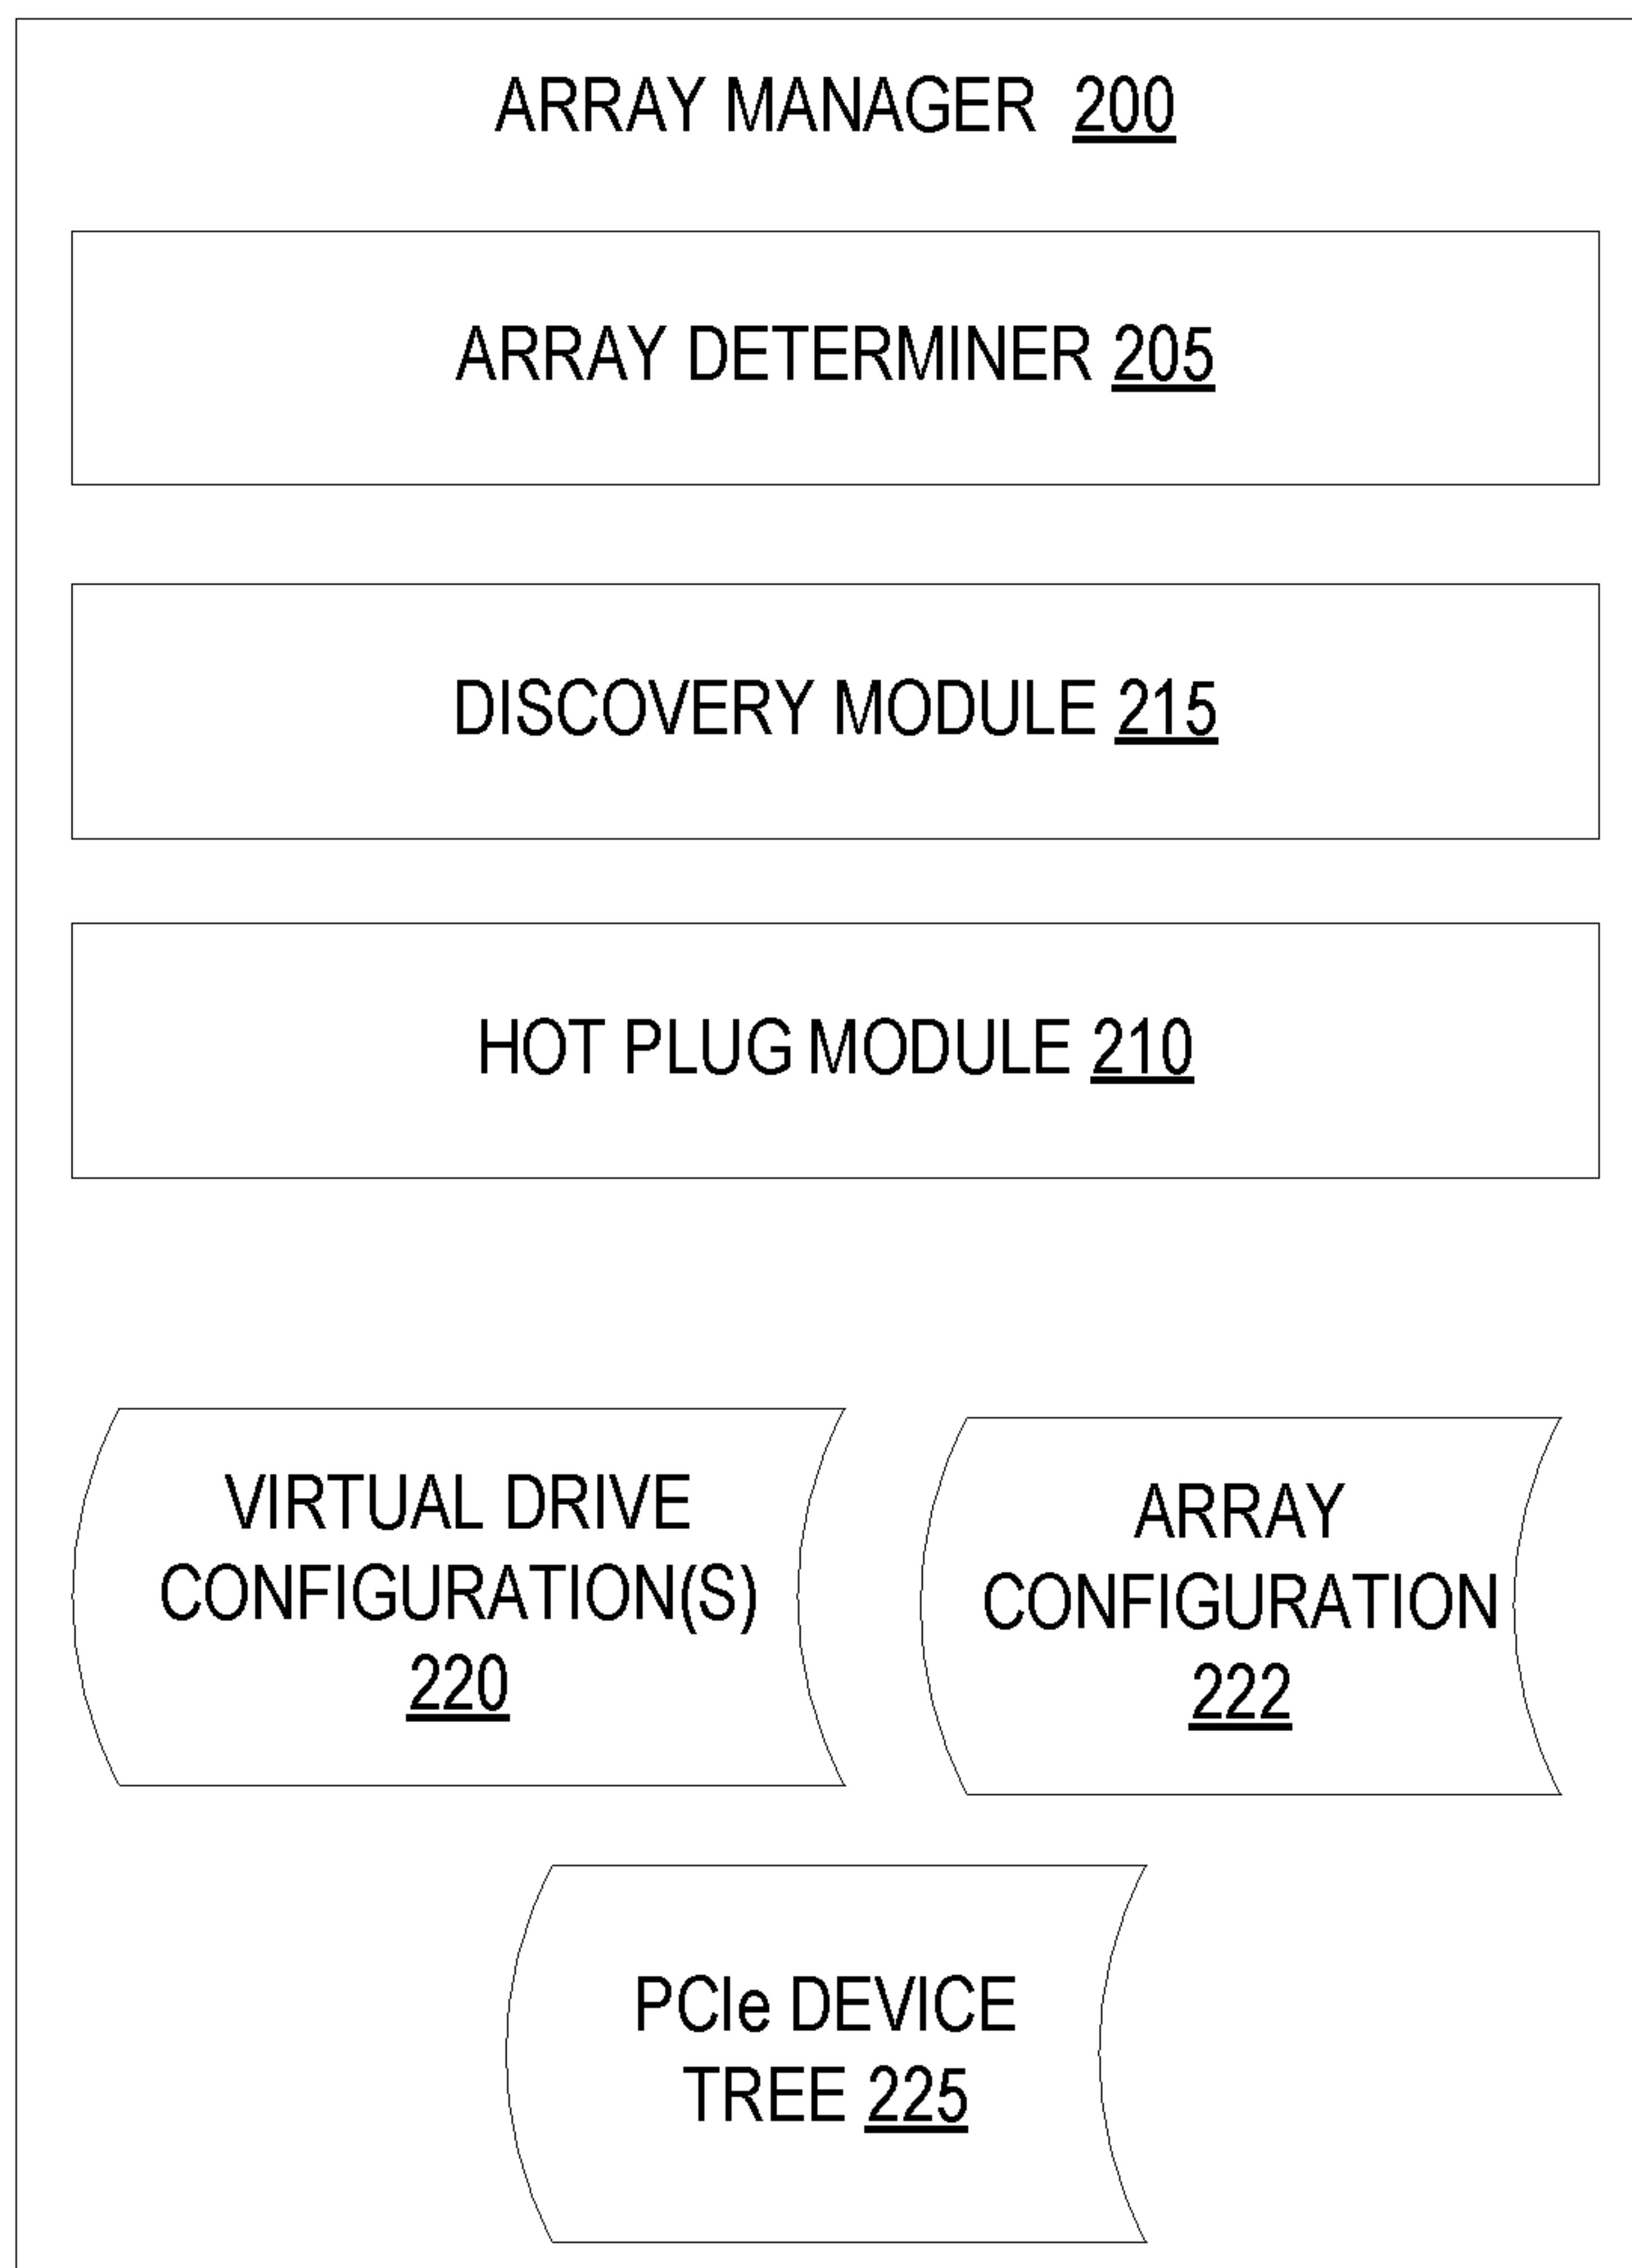 ARRAY MANAGER 200
ARRAY DETERMINER 205
DISCOVERY MODULE 215
HOT PLUG MODULE 210
VIRTUAL DRIVE
CONFIGURATION(S)
220
ARRAY
CONFIGURATION
222
PCIe DEVICE
TREE 225